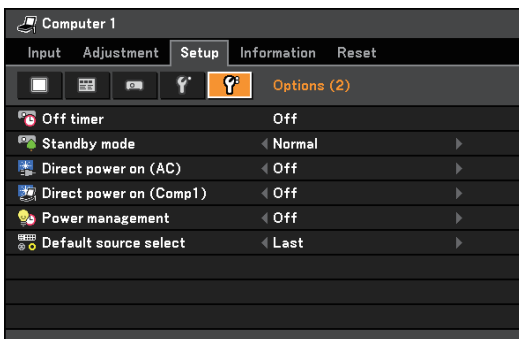 Computer 1
Input Adjustment Setup Information Reset
Options (2)
Off timer Off
Standby mode Normal
Direct power on (AC) Off
Direct power on (Comp1) Off
Power management Off
Default source select Last